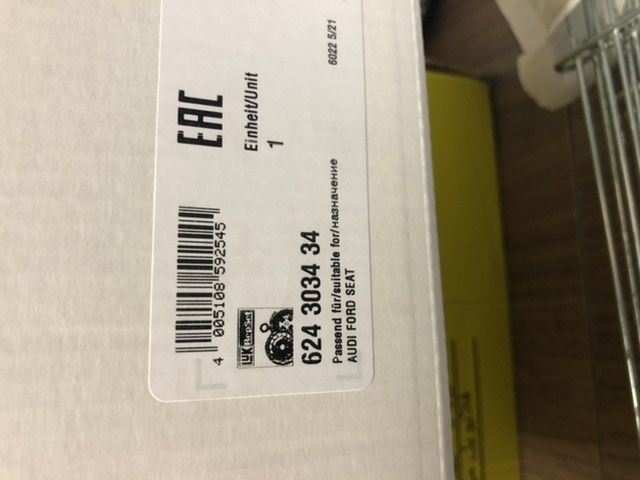 4 005108 592545
EAC
LuK RepSet
Einheit/Unit
1
624 3034 34
Passend für/suitable for/назначение
AUDI FORD SEAT
6022 5/21